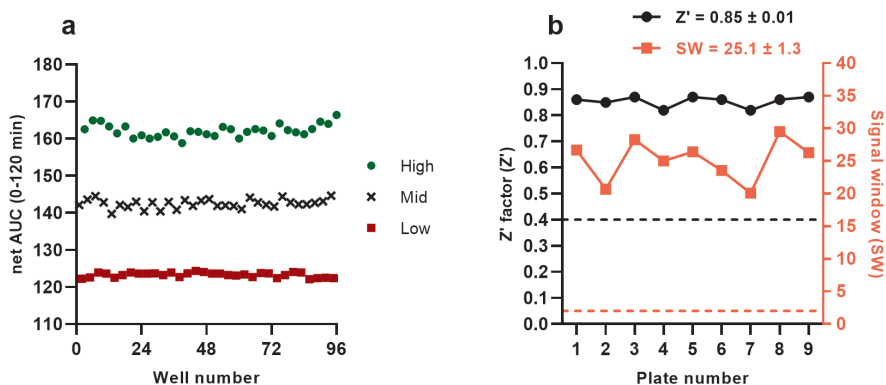 a
net AUC (0-120 min)
180
170
160
150
140
130
120
110
0 24 48 72 96
Well number
High
Mid
Low
b
Z' = 0.85 ± 0.01
SW = 25.1 ± 1.3
Z' factor (Z')
1.0
0.9
0.8
0.7
0.6
0.5
0.4
0.3
0.2
0.1
0.0
40
35
30
25
20
15
10
5
0
Signal window (SW)
1 2 3 4 5 6 7 8 9
Plate number